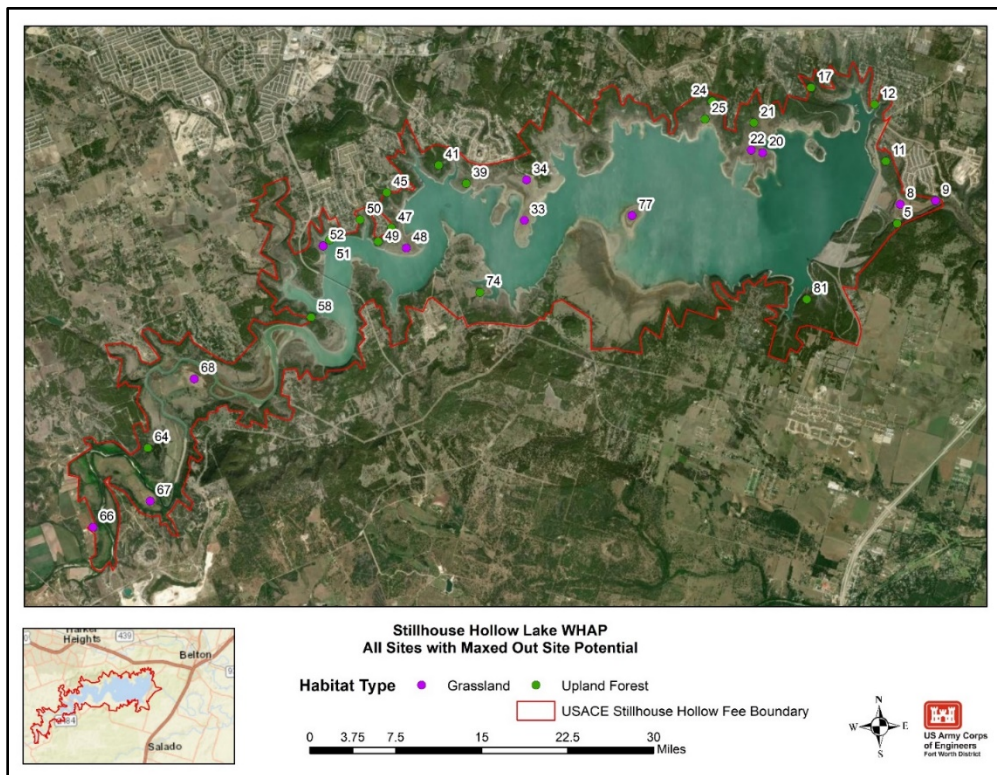 17
24
12
25
21
22
20
11
41
34
39
45
9
8
50
47
33
77
5
52
49
48
51
74
81
58
68
64
67
66
Stillhouse Hollow Lake WHAP
All Sites with Maxed Out Site Potential
Habitat Type Grassland Upland Forest
USACE Stillhouse Hollow Fee Boundary
0 3.75 7.5 15 22.5 30
Miles
N
W E
S
US Army Corps
of Engineers
Fort Worth District
Heights
439
Belton
Salado